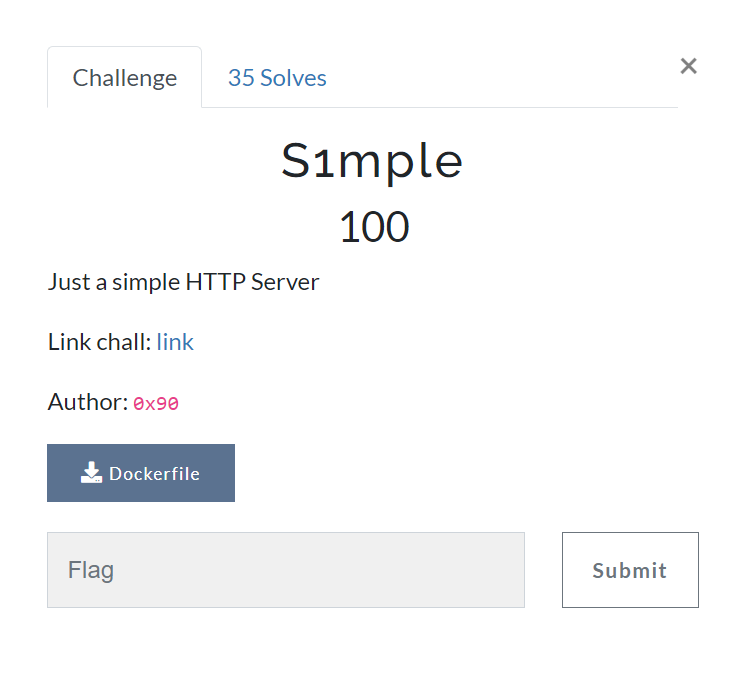 Challenge
35 Solves
×
S1mple
100
Just a simple HTTP Server
Link chall: link
Author: 0x90
Dockerfile
Flag
Submit